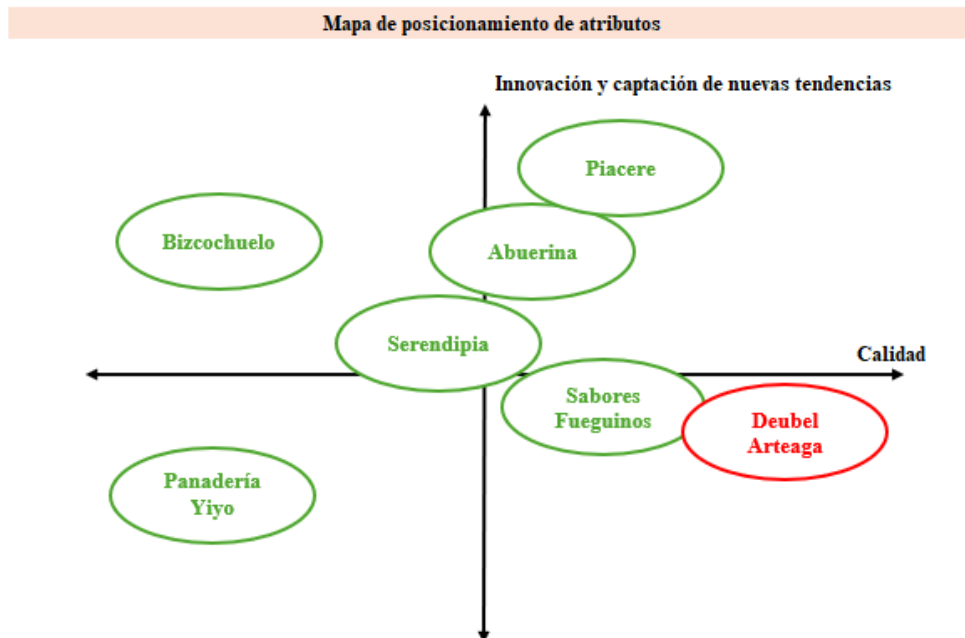 Mapa de posicionamiento de atributos
Innovación y captación de nuevas tendencias
Piacere
Bizcochuelo
Abuerina
Serendipia
Calidad
Sabores
Fueguinos
Deubel
Arteaga
Panadería
Yiyo